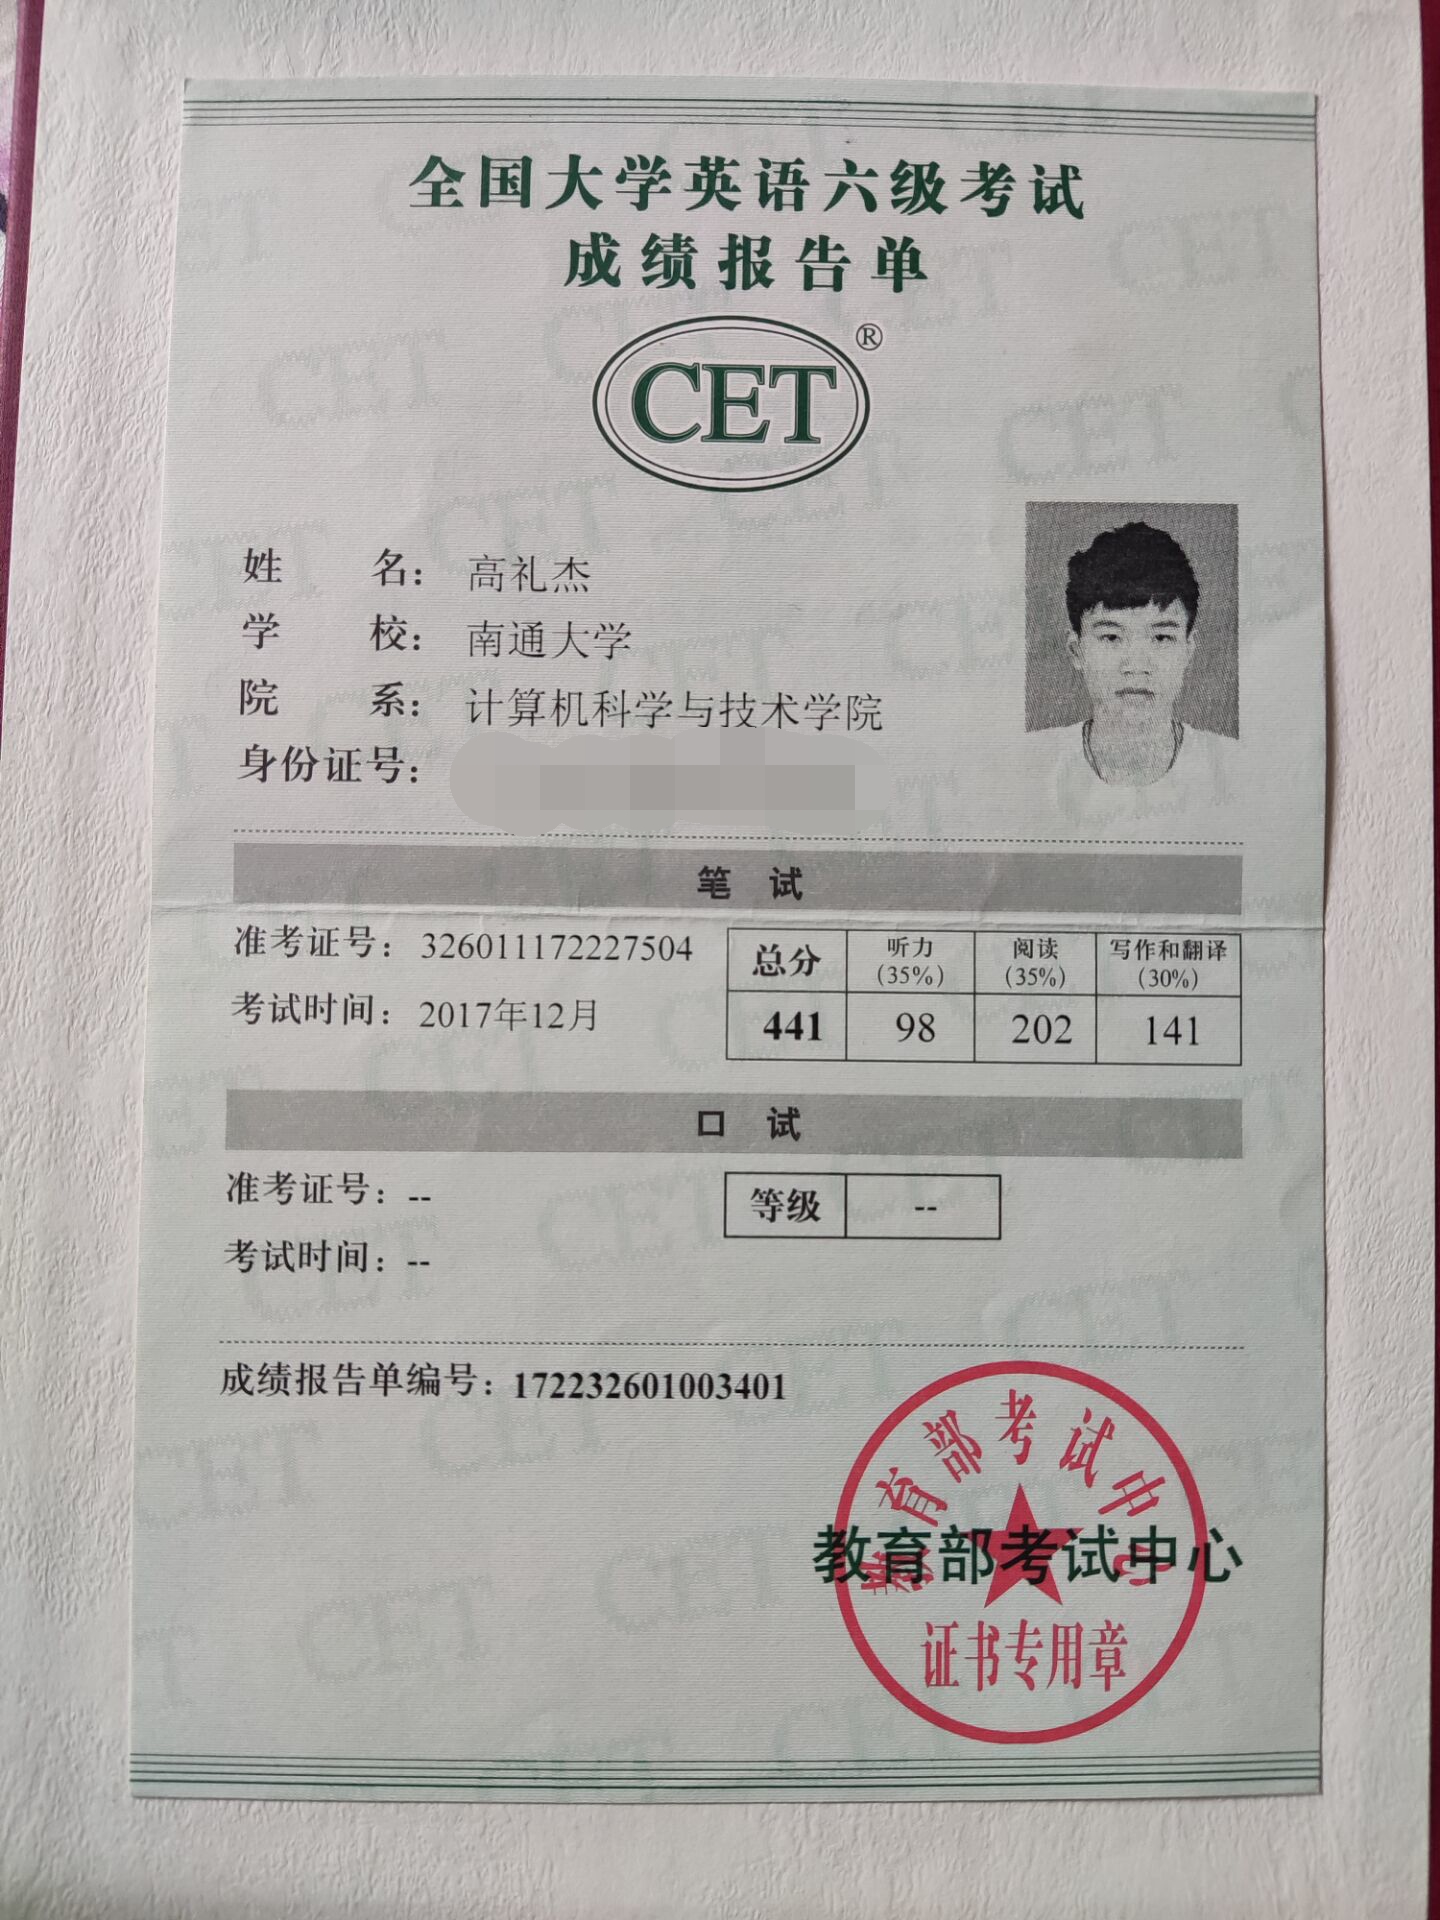 全国大学英语六级考试
成绩报告单
CET®
姓 名：高礼杰
学 校：南通大学
院 系：计算机科学与技术学院
身份证号：
笔 试
准考证号：326011172227504
考试时间：2017年12月
总分 听力(35%) 阅读(35%) 写作和翻译(30%)
441 98 202 141
口 试
准考证号：--
考试时间：--
等级 --
成绩报告单编号：172232601003401
教育部考试中心
教育部考试中心
证书专用章